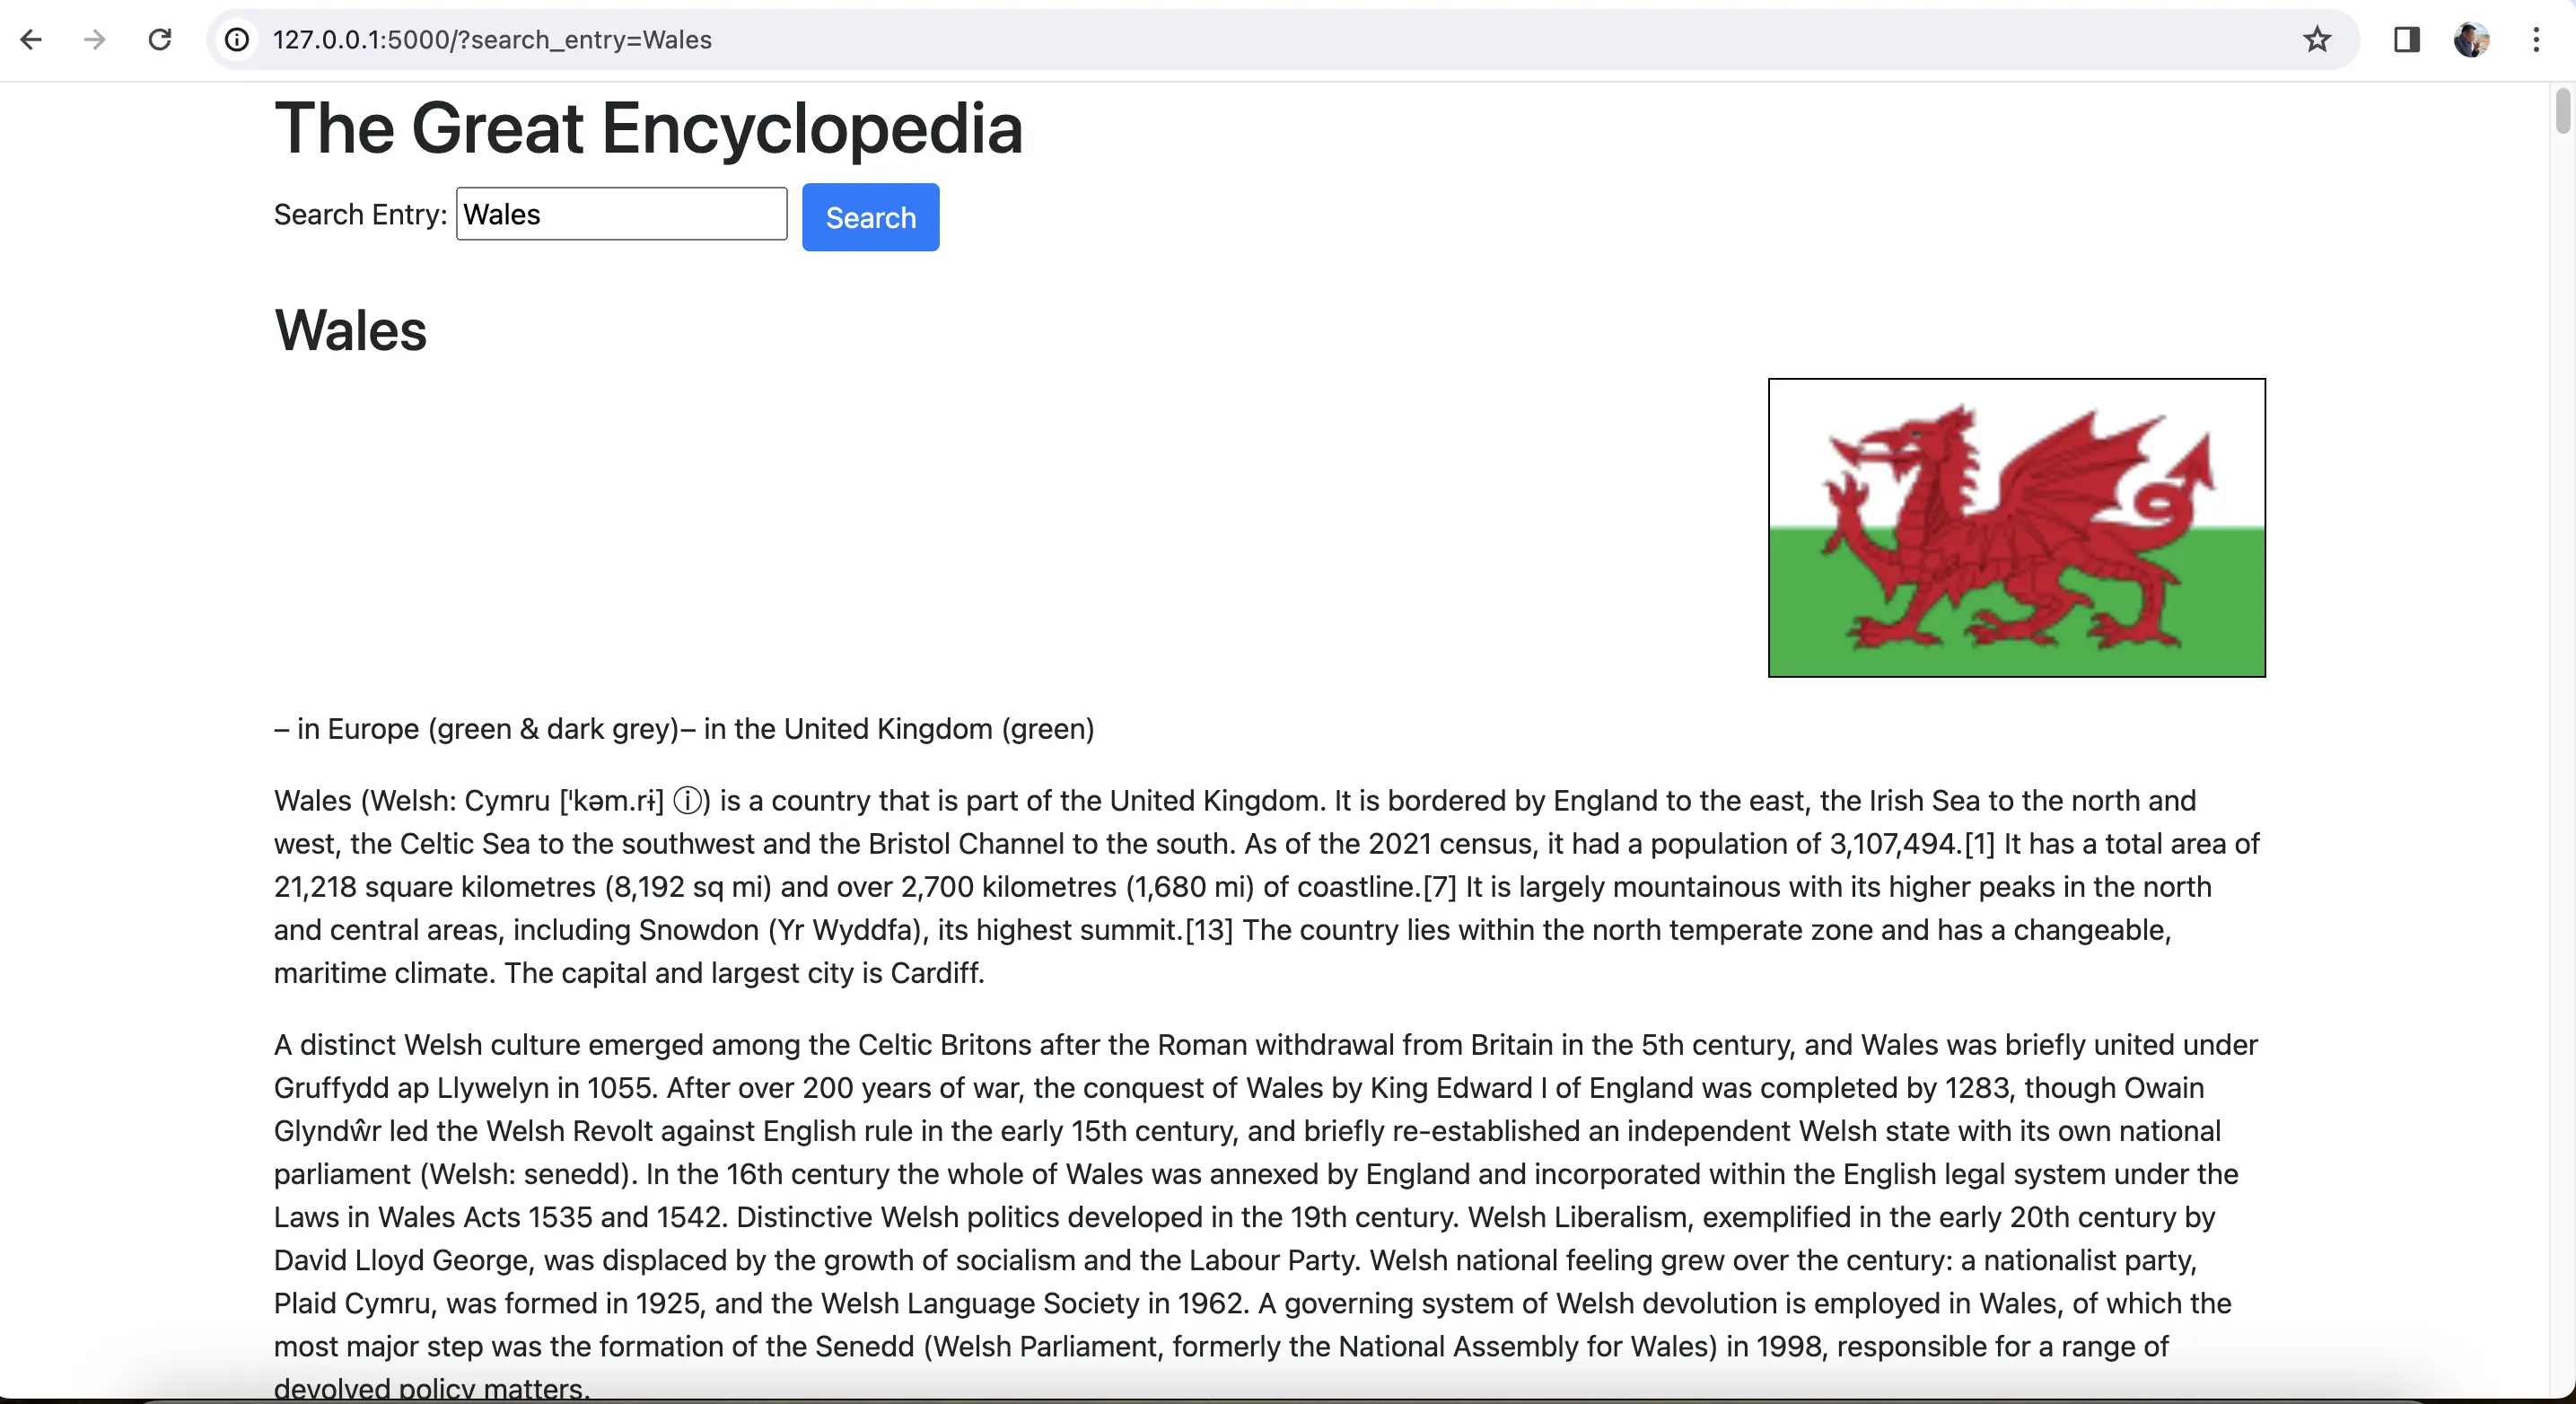 127.0.0.1:5000/?search_entry=Wales
The Great Encyclopedia
Search Entry: Wales Search
Wales
– in Europe (green & dark grey)– in the United Kingdom (green)
Wales (Welsh: Cymru [ˈkəm.rɨ] ⓘ) is a country that is part of the United Kingdom. It is bordered by England to the east, the Irish Sea to the north and
west, the Celtic Sea to the southwest and the Bristol Channel to the south. As of the 2021 census, it had a population of 3,107,494.[1] It has a total area of
21,218 square kilometres (8,192 sq mi) and over 2,700 kilometres (1,680 mi) of coastline.[7] It is largely mountainous with its higher peaks in the north
and central areas, including Snowdon (Yr Wyddfa), its highest summit.[13] The country lies within the north temperate zone and has a changeable,
maritime climate. The capital and largest city is Cardiff.
A distinct Welsh culture emerged among the Celtic Britons after the Roman withdrawal from Britain in the 5th century, and Wales was briefly united under
Gruffydd ap Llywelyn in 1055. After over 200 years of war, the conquest of Wales by King Edward I of England was completed by 1283, though Owain
Glyndŵr led the Welsh Revolt against English rule in the early 15th century, and briefly re-established an independent Welsh state with its own national
parliament (Welsh: senedd). In the 16th century the whole of Wales was annexed by England and incorporated within the English legal system under the
Laws in Wales Acts 1535 and 1542. Distinctive Welsh politics developed in the 19th century. Welsh Liberalism, exemplified in the early 20th century by
David Lloyd George, was displaced by the growth of socialism and the Labour Party. Welsh national feeling grew over the century: a nationalist party,
Plaid Cymru, was formed in 1925, and the Welsh Language Society in 1962. A governing system of Welsh devolution is employed in Wales, of which the
most major step was the formation of the Senedd (Welsh Parliament, formerly the National Assembly for Wales) in 1998, responsible for a range of
devolved policy matters.